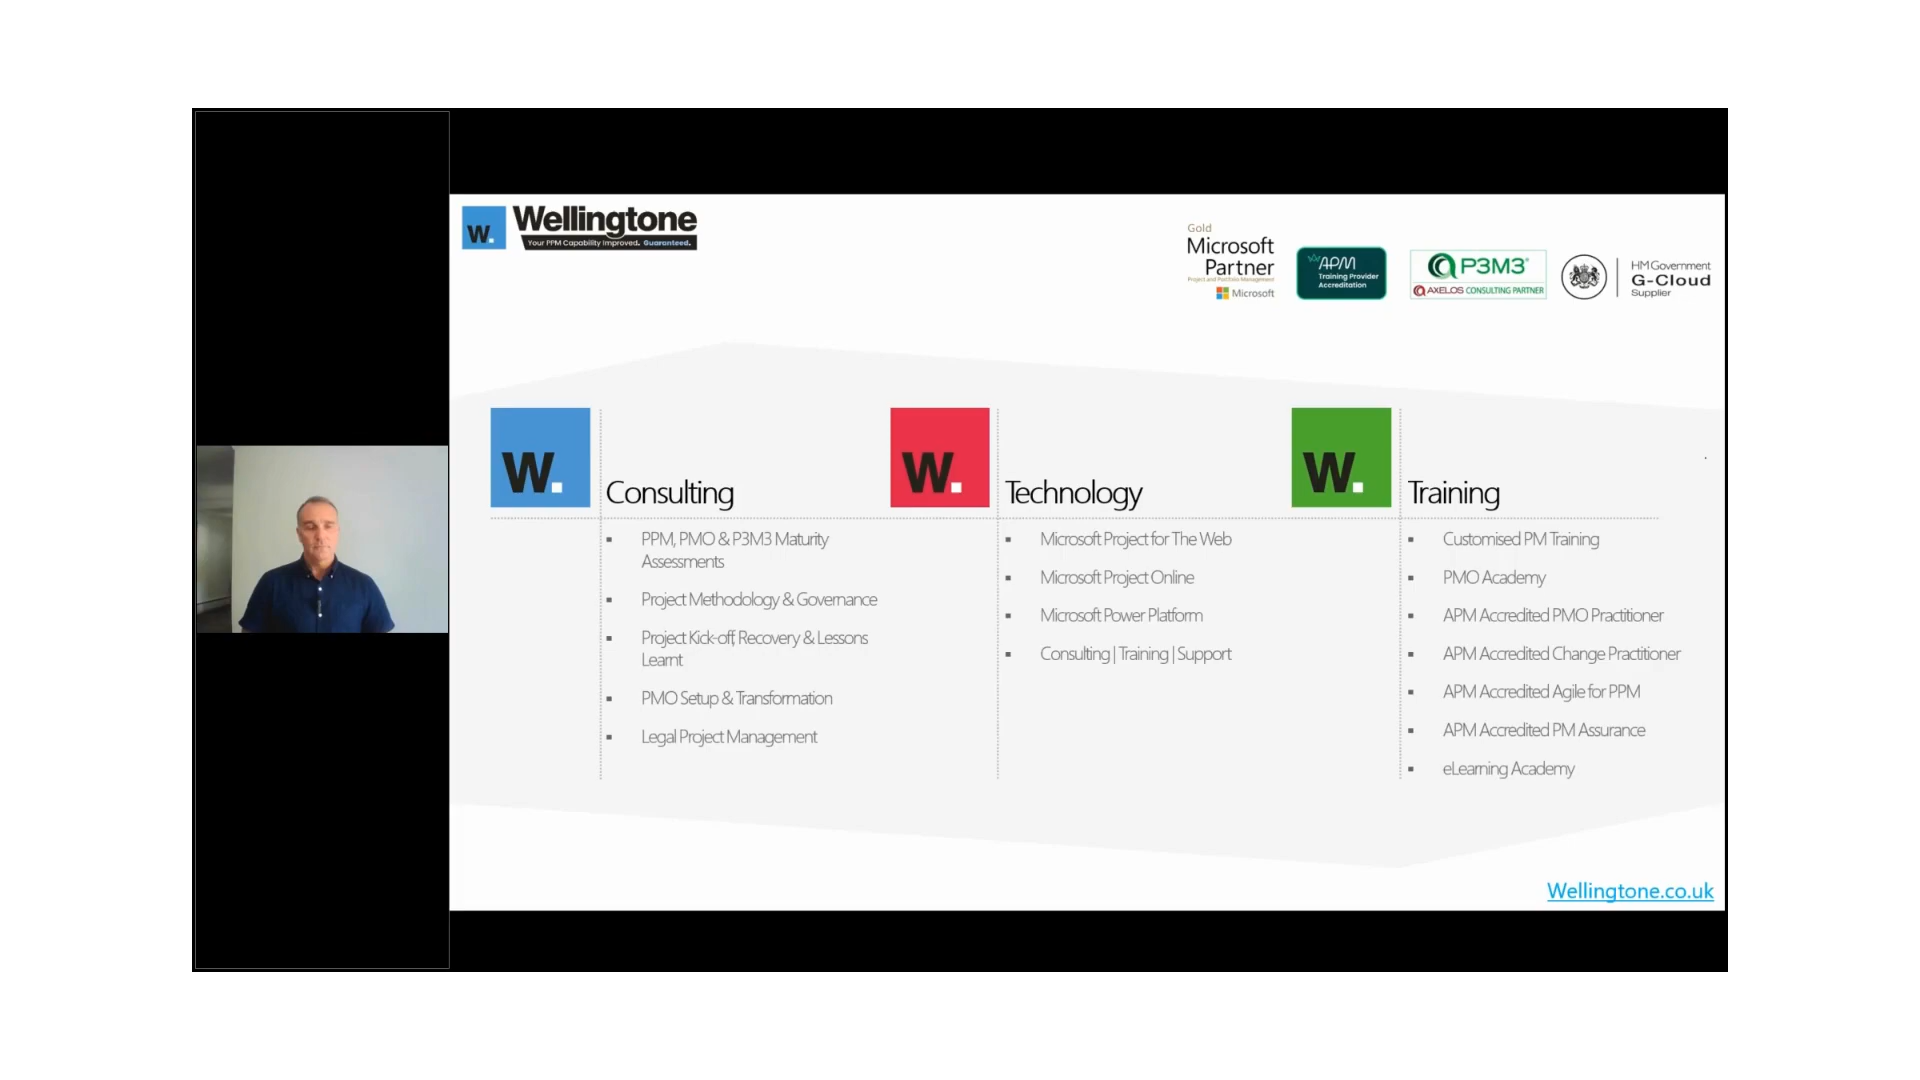 W.
Wellingtone
Your PPM Capability Improved. Guaranteed.
Gold
Microsoft
Partner
Project and Portfolio Management
Microsoft
APM
Training Provider
Accreditation
P3M3®
AXELOS CONSULTING PARTNER
HM Government
G-Cloud
Supplier
W.
Consulting
▪ PPM, PMO & P3M3 Maturity
Assessments
▪ Project Methodology & Governance
▪ Project Kick-off, Recovery & Lessons
Learnt
▪ PMO Setup & Transformation
▪ Legal Project Management
W.
Technology
▪ Microsoft Project for The Web
▪ Microsoft Project Online
▪ Microsoft Power Platform
▪ Consulting | Training | Support
W.
Training
▪ Customised PM Training
▪ PMO Academy
▪ APM Accredited PMO Practitioner
▪ APM Accredited Change Practitioner
▪ APM Accredited Agile for PPM
▪ APM Accredited PM Assurance
▪ eLearning Academy
Wellingtone.co.uk